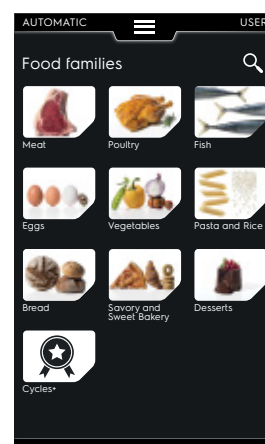 AUTOMATIC USER
Food families
Meat Poultry Fish
Eggs Vegetables Pasta and Rice
Bread Savory and Sweet Bakery Desserts
Cycles+